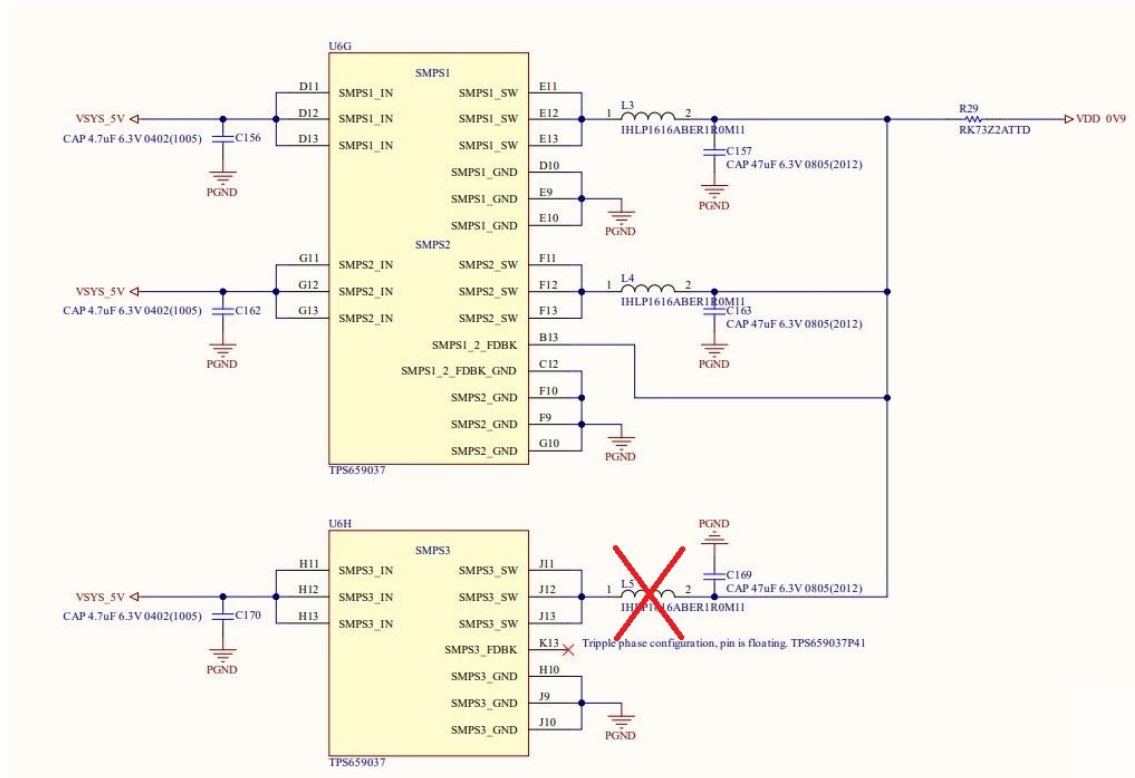 U6G
SMPS1
D11 SMPS1_IN SMPS1_SW E11
VSYS_5V D12 SMPS1_IN SMPS1_SW E12 1 L3 2 R29 VDD 0V9
CAP 4.7uF 6.3V 0402(1005) C156 D13 SMPS1_IN SMPS1_SW E13 IHLP1616ABER1R0M11 RK73Z2ATTD
C157
SMPS1_GND D10 CAP 47uF 6.3V 0805(2012)
PGND SMPS1_GND E9 PGND
SMPS1_GND E10
PGND
SMPS2
G11 SMPS2_IN SMPS2_SW F11
VSYS_5V G12 SMPS2_IN SMPS2_SW F12 1 L4 2
CAP 4.7uF 6.3V 0402(1005) C162 G13 SMPS2_IN SMPS2_SW F13 IHLP1616ABER1R0M11
C163
CAP 47uF 6.3V 0805(2012)
SMPS1_2_FDBK B13
PGND SMPS1_2_FDBK_GND C12 PGND
SMPS2_GND F10
SMPS2_GND F9
SMPS2_GND G10
PGND
TPS659037
U6H PGND
SMPS3
H11 SMPS3_IN SMPS3_SW J11
C169
VSYS_5V H12 SMPS3_IN SMPS3_SW J12 1 L5 2 CAP 47uF 6.3V 0805(2012)
CAP 4.7uF 6.3V 0402(1005) C170 H13 SMPS3_IN SMPS3_SW J13 IHLP1616ABER1R0M11
SMPS3_FDBK K13 Tripple phase configuration, pin is floating. TPS659037P41
PGND SMPS3_GND H10
SMPS3_GND J9
SMPS3_GND J10
PGND
TPS659037